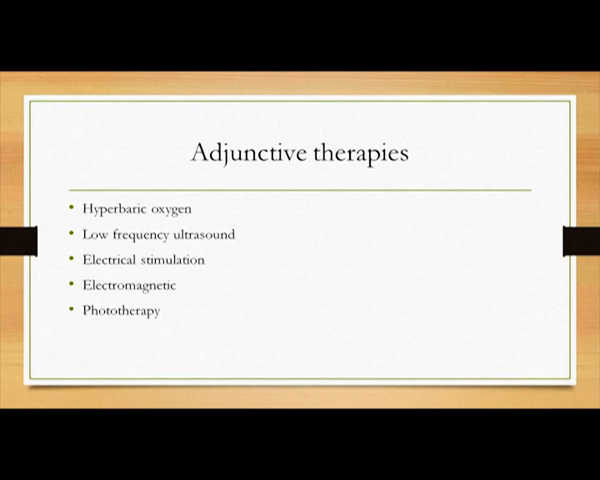 Adjunctive therapies
• Hyperbaric oxygen
• Low frequency ultrasound
• Electrical stimulation
• Electromagnetic
• Phototherapy